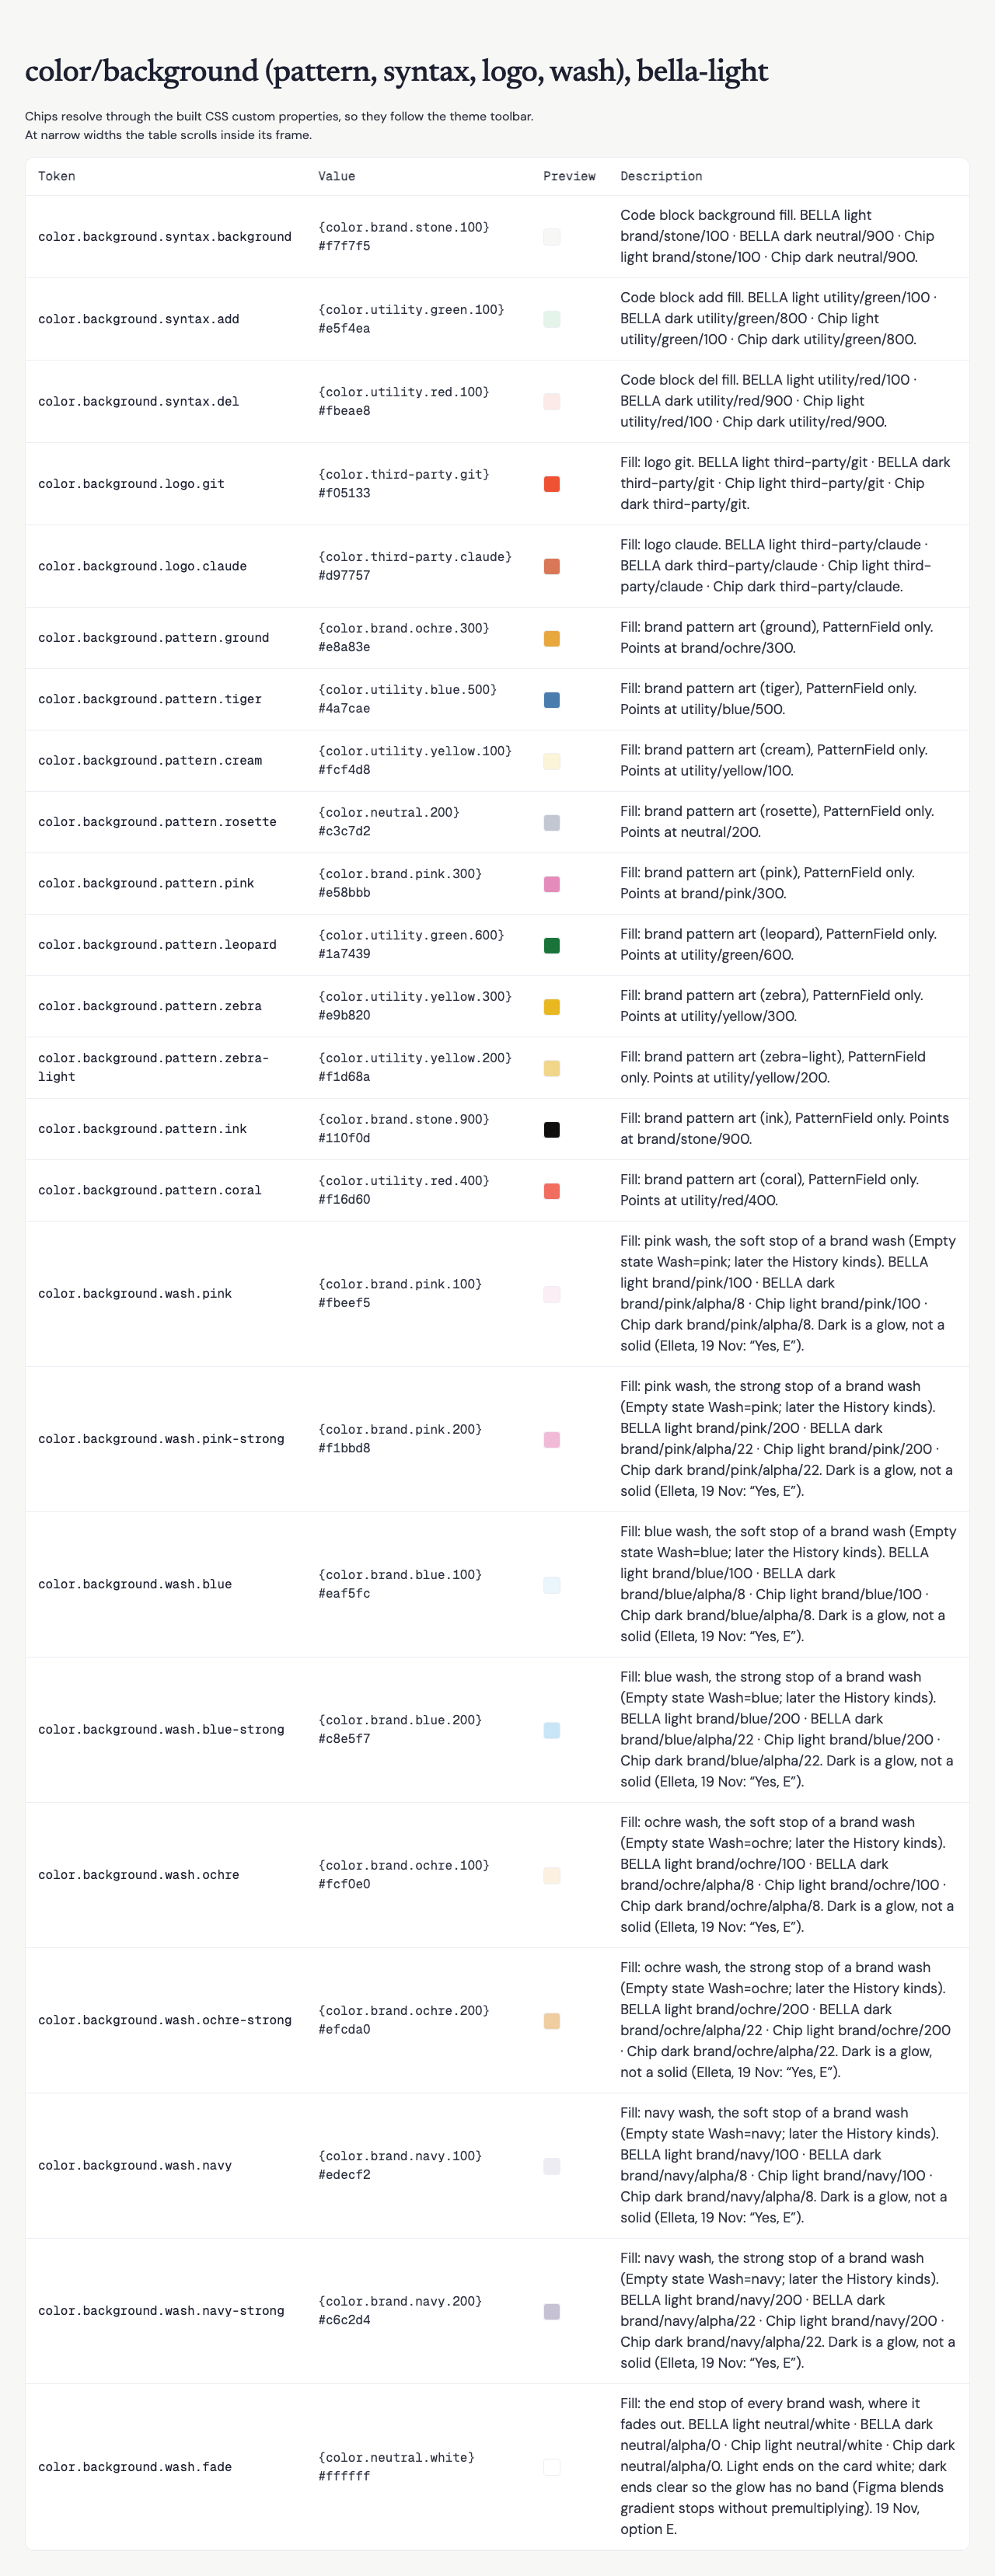 color/background (pattern, syntax, logo, wash), bella-light
Chips resolve through the built CSS custom properties, so they follow the theme toolbar.
At narrow widths the table scrolls inside its frame.
Token Value Preview Description
color.background.syntax.background
{color.brand.stone.100}
#f7f7f5
Code block background fill. BELLA light
brand/stone/100 · BELLA dark neutral/900 · Chip
light brand/stone/100 · Chip dark neutral/900.
color.background.syntax.add
{color.utility.green.100}
#e5f4ea
Code block add fill. BELLA light utility/green/100 ·
BELLA dark utility/green/800 · Chip light
utility/green/100 · Chip dark utility/green/800.
color.background.syntax.del
{color.utility.red.100}
#fbeae8
Code block del fill. BELLA light utility/red/100 ·
BELLA dark utility/red/900 · Chip light
utility/red/100 · Chip dark utility/red/900.
color.background.logo.git
{color.third-party.git}
#f05133
Fill: logo git. BELLA light third-party/git · BELLA dark
third-party/git · Chip light third-party/git · Chip
dark third-party/git.
color.background.logo.claude
{color.third-party.claude}
#d97757
Fill: logo claude. BELLA light third-party/claude ·
BELLA dark third-party/claude · Chip light third-
party/claude · Chip dark third-party/claude.
color.background.pattern.ground
{color.brand.ochre.300}
#e8a83e
Fill: brand pattern art (ground), PatternField only.
Points at brand/ochre/300.
color.background.pattern.tiger
{color.utility.blue.500}
#4a7cae
Fill: brand pattern art (tiger), PatternField only.
Points at utility/blue/500.
color.background.pattern.cream
{color.utility.yellow.100}
#fcf4d8
Fill: brand pattern art (cream), PatternField only.
Points at utility/yellow/100.
color.background.pattern.rosette
{color.neutral.200}
#c3c7d2
Fill: brand pattern art (rosette), PatternField only.
Points at neutral/200.
color.background.pattern.pink
{color.brand.pink.300}
#e58bbb
Fill: brand pattern art (pink), PatternField only.
Points at brand/pink/300.
color.background.pattern.leopard
{color.utility.green.600}
#1a7439
Fill: brand pattern art (leopard), PatternField only.
Points at utility/green/600.
color.background.pattern.zebra
{color.utility.yellow.300}
#e9b820
Fill: brand pattern art (zebra), PatternField only.
Points at utility/yellow/300.
color.background.pattern.zebra-
light
{color.utility.yellow.200}
#f1d68a
Fill: brand pattern art (zebra-light), PatternField
only. Points at utility/yellow/200.
color.background.pattern.ink
{color.brand.stone.900}
#110f0d
Fill: brand pattern art (ink), PatternField only. Points
at brand/stone/900.
color.background.pattern.coral
{color.utility.red.400}
#f16d60
Fill: brand pattern art (coral), PatternField only.
Points at utility/red/400.
color.background.wash.pink
{color.brand.pink.100}
#fbeef5
Fill: pink wash, the soft stop of a brand wash (Empty
state Wash=pink; later the History kinds). BELLA
light brand/pink/100 · BELLA dark
brand/pink/alpha/8 · Chip light brand/pink/100 ·
Chip dark brand/pink/alpha/8. Dark is a glow, not a
solid (Elleta, 19 Nov: “Yes, E”).
color.background.wash.pink-strong
{color.brand.pink.200}
#f1bbd8
Fill: pink wash, the strong stop of a brand wash
(Empty state Wash=pink; later the History kinds).
BELLA light brand/pink/200 · BELLA dark
brand/pink/alpha/22 · Chip light brand/pink/200 ·
Chip dark brand/pink/alpha/22. Dark is a glow, not a
solid (Elleta, 19 Nov: “Yes, E”).
color.background.wash.blue
{color.brand.blue.100}
#eaf5fc
Fill: blue wash, the soft stop of a brand wash (Empty
state Wash=blue; later the History kinds). BELLA
light brand/blue/100 · BELLA dark
brand/blue/alpha/8 · Chip light brand/blue/100 ·
Chip dark brand/blue/alpha/8. Dark is a glow, not a
solid (Elleta, 19 Nov: “Yes, E”).
color.background.wash.blue-strong
{color.brand.blue.200}
#c8e5f7
Fill: blue wash, the strong stop of a brand wash
(Empty state Wash=blue; later the History kinds).
BELLA light brand/blue/200 · BELLA dark
brand/blue/alpha/22 · Chip light brand/blue/200 ·
Chip dark brand/blue/alpha/22. Dark is a glow, not a
solid (Elleta, 19 Nov: “Yes, E”).
color.background.wash.ochre
{color.brand.ochre.100}
#fcf0e0
Fill: ochre wash, the soft stop of a brand wash
(Empty state Wash=ochre; later the History kinds).
BELLA light brand/ochre/100 · BELLA dark
brand/ochre/alpha/8 · Chip light brand/ochre/100 ·
Chip dark brand/ochre/alpha/8. Dark is a glow, not a
solid (Elleta, 19 Nov: “Yes, E”).
color.background.wash.ochre-strong
{color.brand.ochre.200}
#efcda0
Fill: ochre wash, the strong stop of a brand wash
(Empty state Wash=ochre; later the History kinds).
BELLA light brand/ochre/200 · BELLA dark
brand/ochre/alpha/22 · Chip light brand/ochre/200
· Chip dark brand/ochre/alpha/22. Dark is a glow,
not a solid (Elleta, 19 Nov: “Yes, E”).
color.background.wash.navy
{color.brand.navy.100}
#edecf2
Fill: navy wash, the soft stop of a brand wash
(Empty state Wash=navy; later the History kinds).
BELLA light brand/navy/100 · BELLA dark
brand/navy/alpha/8 · Chip light brand/navy/100 ·
Chip dark brand/navy/alpha/8. Dark is a glow, not a
solid (Elleta, 19 Nov: “Yes, E”).
color.background.wash.navy-strong
{color.brand.navy.200}
#c6c2d4
Fill: navy wash, the strong stop of a brand wash
(Empty state Wash=navy; later the History kinds).
BELLA light brand/navy/200 · BELLA dark
brand/navy/alpha/22 · Chip light brand/navy/200 ·
Chip dark brand/navy/alpha/22. Dark is a glow, not a
solid (Elleta, 19 Nov: “Yes, E”).
color.background.wash.fade
{color.neutral.white}
#ffffff
Fill: the end stop of every brand wash, where it
fades out. BELLA light neutral/white · BELLA dark
neutral/alpha/0 · Chip light neutral/white · Chip dark
neutral/alpha/0. Light ends on the card white; dark
ends clear so the glow has no band (Figma blends
gradient stops without premultiplying). 19 Nov,
option E.